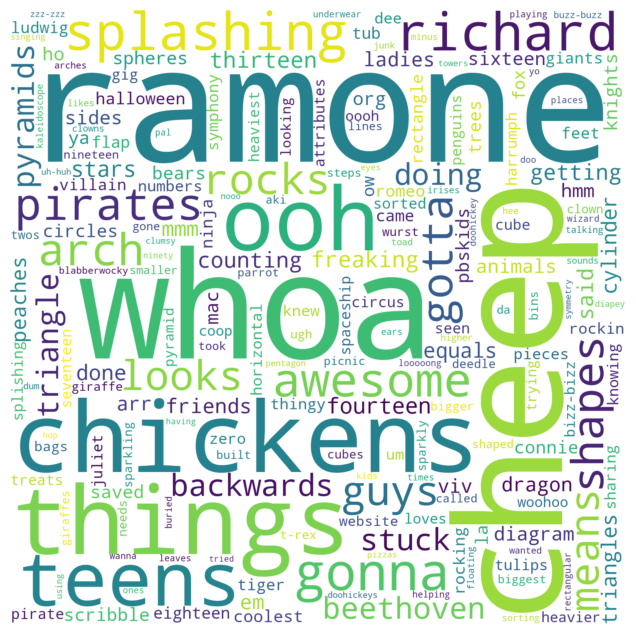 zzz-zzz
singing
ludwig
splashing
underwear
dee
tub
playing
junk
minus
buzz-buzz
richard
ho
spheres
thirteen
ladies
sixteen
giants
arches
towers
yo
ramone
pyramids
kaleidoscope
likes
clowns
gig
pal
halloween
symphony
heaviest
looking
attributes
org
oooh
lines
rectangle
fox
harrumph
penguins
trees
places
feet
knights
sides
ya
flap
nineteen
uh-huh
stars
villain
bears
numbers
rocks
steps
eyes
ow
doing
doo
getting
pirates
twos
circles
gone
mmm
ninja
nooo
aki
sorted
romeo
irises
doohickey
gotta
hee
hmm
clown
wizard
talking
cylinder
came
wurst
toad
pbskids
cube
arch
clumsy
ooh
counting
parrot
freaking
animals
said
sounds
symmetry
diapey
blabberwocky
ninety
smaller
whoa
cheep
da
bins
rockin
splishing
peaches
triangle
pyramid
mac
took
coop
knew
ugh
spaceship
circus
seen
higher
equals
pieces
horizontal
ears
looooong
deedle
done
giraffe
looks
pentagon
picnic
awesome
trying
bizz-bizz
shapes
knowing
dum
seventeen
arr
friends
thingy
fourteen
bigger
shaped
hop
having
chickens
zero
built
cubes
um
sparkly
connie
bags
juliet
sparkling
woohoo
sharing
treats
saved
backwards
guys
kids
times
called
viv
dragon
giraffes
needs
buried
things
t-rex
website
loves
rocking
la
means
triangles
wanted
stuck
diagram
wanna
leaves
tried
pizzas
floating
tulips
biggest
rectangular
teens
tiger
em
gonna
pirate
scribble
eighteen
coolest
using
ones
doohickeys
helping
beethoven
sorting
heavier